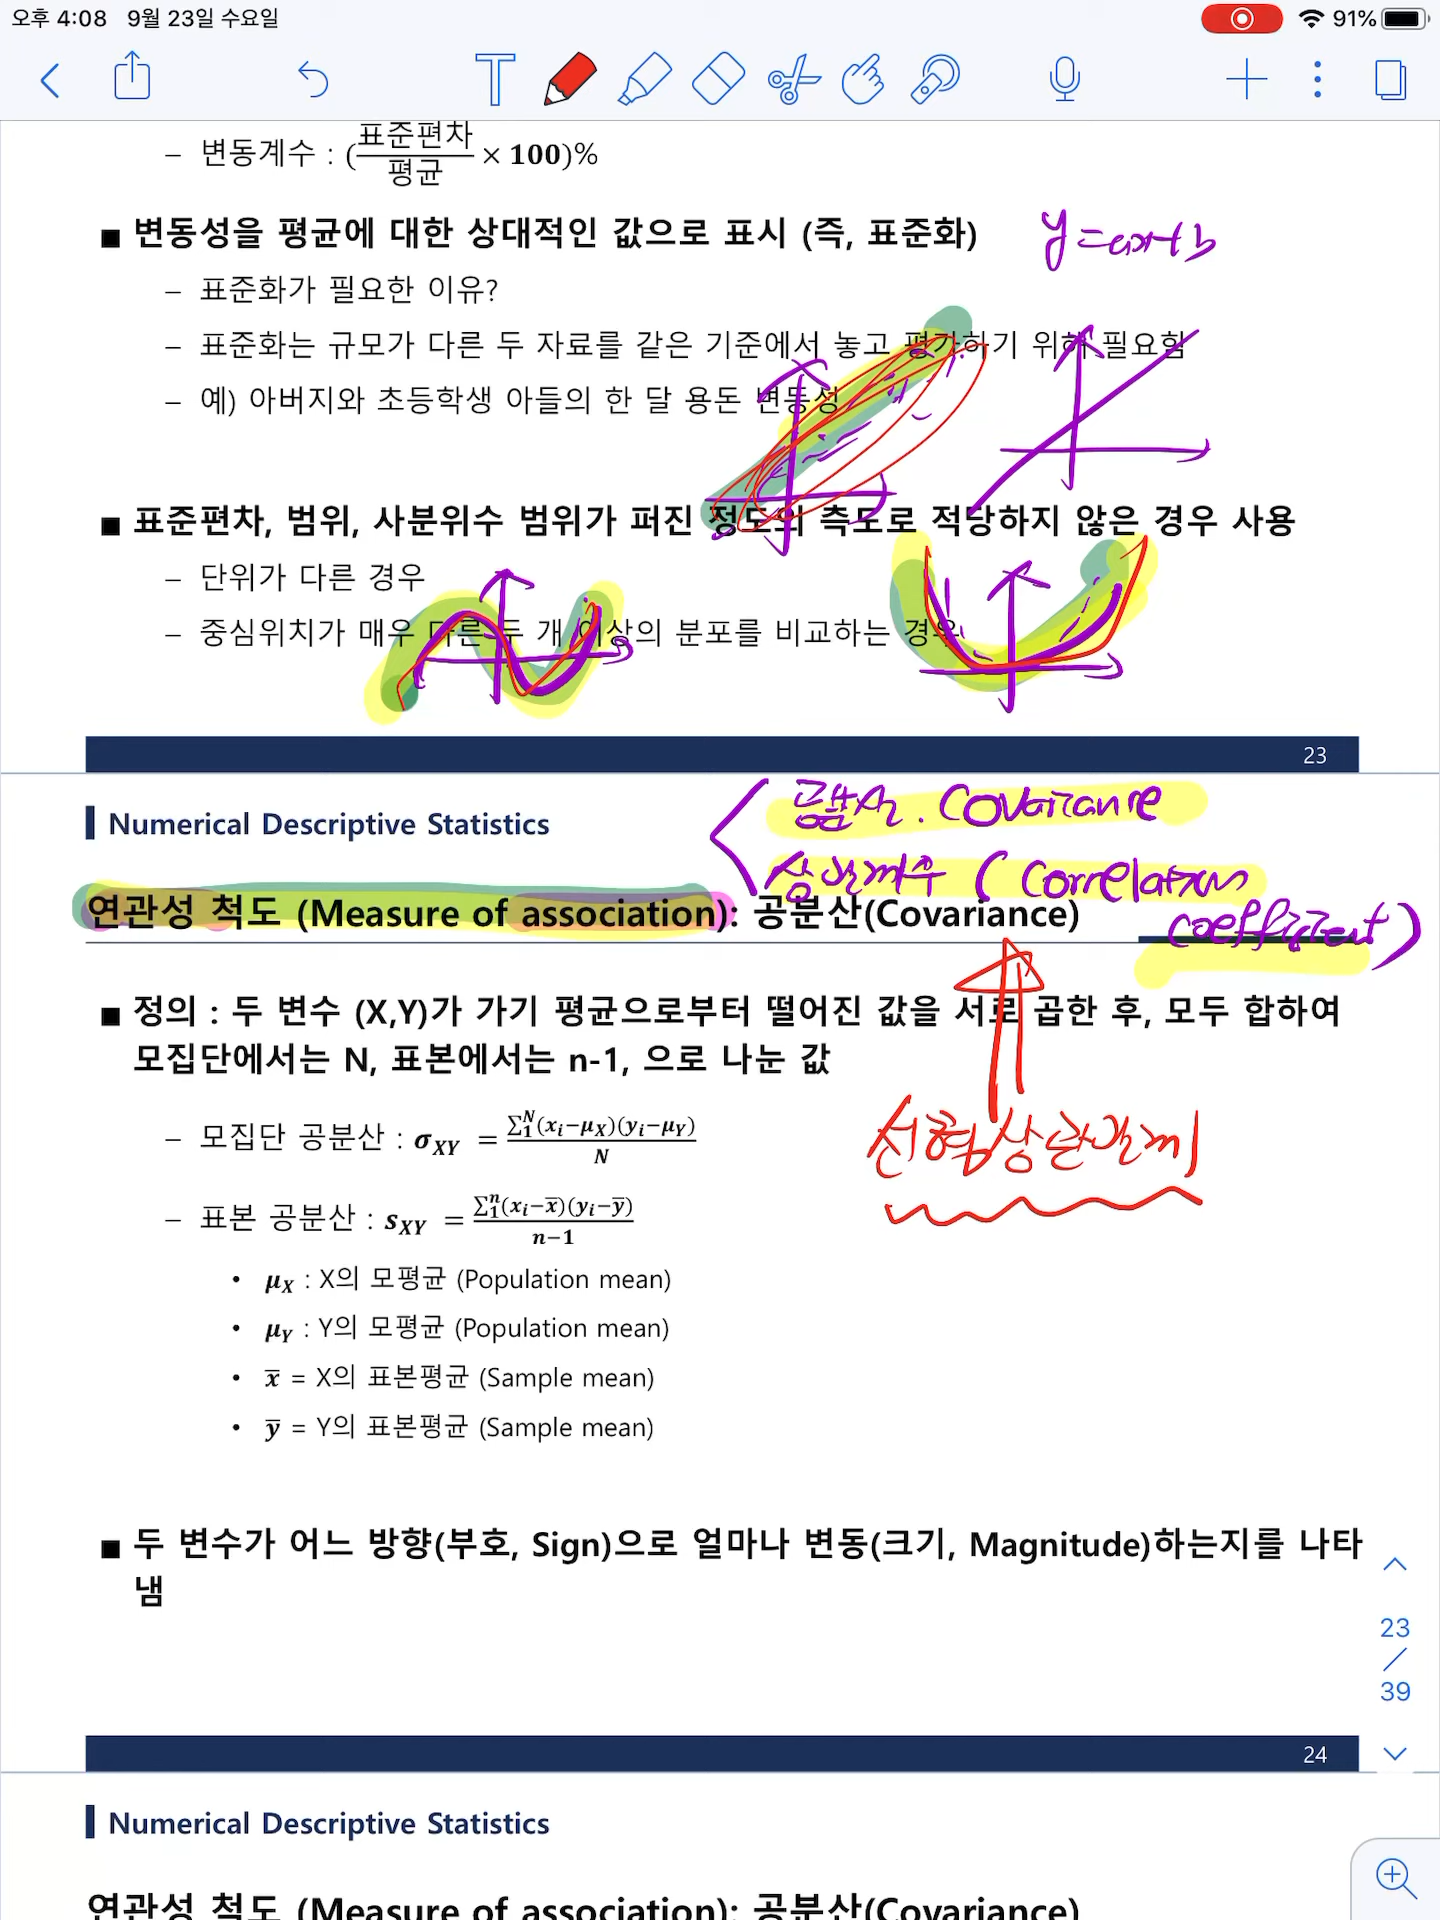 오후 4:08 9월 23일 수요일 91%
– 변동계수 : (표준편차/평균 × 100)%
■ 변동성을 평균에 대한 상대적인 값으로 표시 (즉, 표준화)
y=ax+b
– 표준화가 필요한 이유?
– 표준화는 규모가 다른 두 자료를 같은 기준에서 놓고 평가하기 위해 필요함
– 예) 아버지와 초등학생 아들의 한 달 용돈 변동성
■ 표준편차, 범위, 사분위수 범위가 퍼진 정도의 측도로 적당하지 않은 경우 사용
– 단위가 다른 경우
– 중심위치가 매우 다른 두 개 이상의 분포를 비교하는 경우
23
공분산. Covariance
Numerical Descriptive Statistics
상관계수 (Correlation
coefficient)
연관성 척도 (Measure of association): 공분산(Covariance)
■ 정의 : 두 변수 (X,Y)가 가기 평균으로부터 떨어진 값을 서로 곱한 후, 모두 합하여
모집단에서는 N, 표본에서는 n-1, 으로 나눈 값
– 모집단 공분산 : σXY = ∑₁ᴺ(xᵢ−μX)(yᵢ−μY)/N
선형상관관계
– 표본 공분산 : sXY = ∑₁ⁿ(xᵢ−x̅)(yᵢ−y̅)/n−1
• μX : X의 모평균 (Population mean)
• μY : Y의 모평균 (Population mean)
• x̅ = X의 표본평균 (Sample mean)
• y̅ = Y의 표본평균 (Sample mean)
■ 두 변수가 어느 방향(부호, Sign)으로 얼마나 변동(크기, Magnitude)하는지를 나타
냄
23
/
39
24
Numerical Descriptive Statistics
연관성 척도 (Measure of association): 공분산(Covariance)